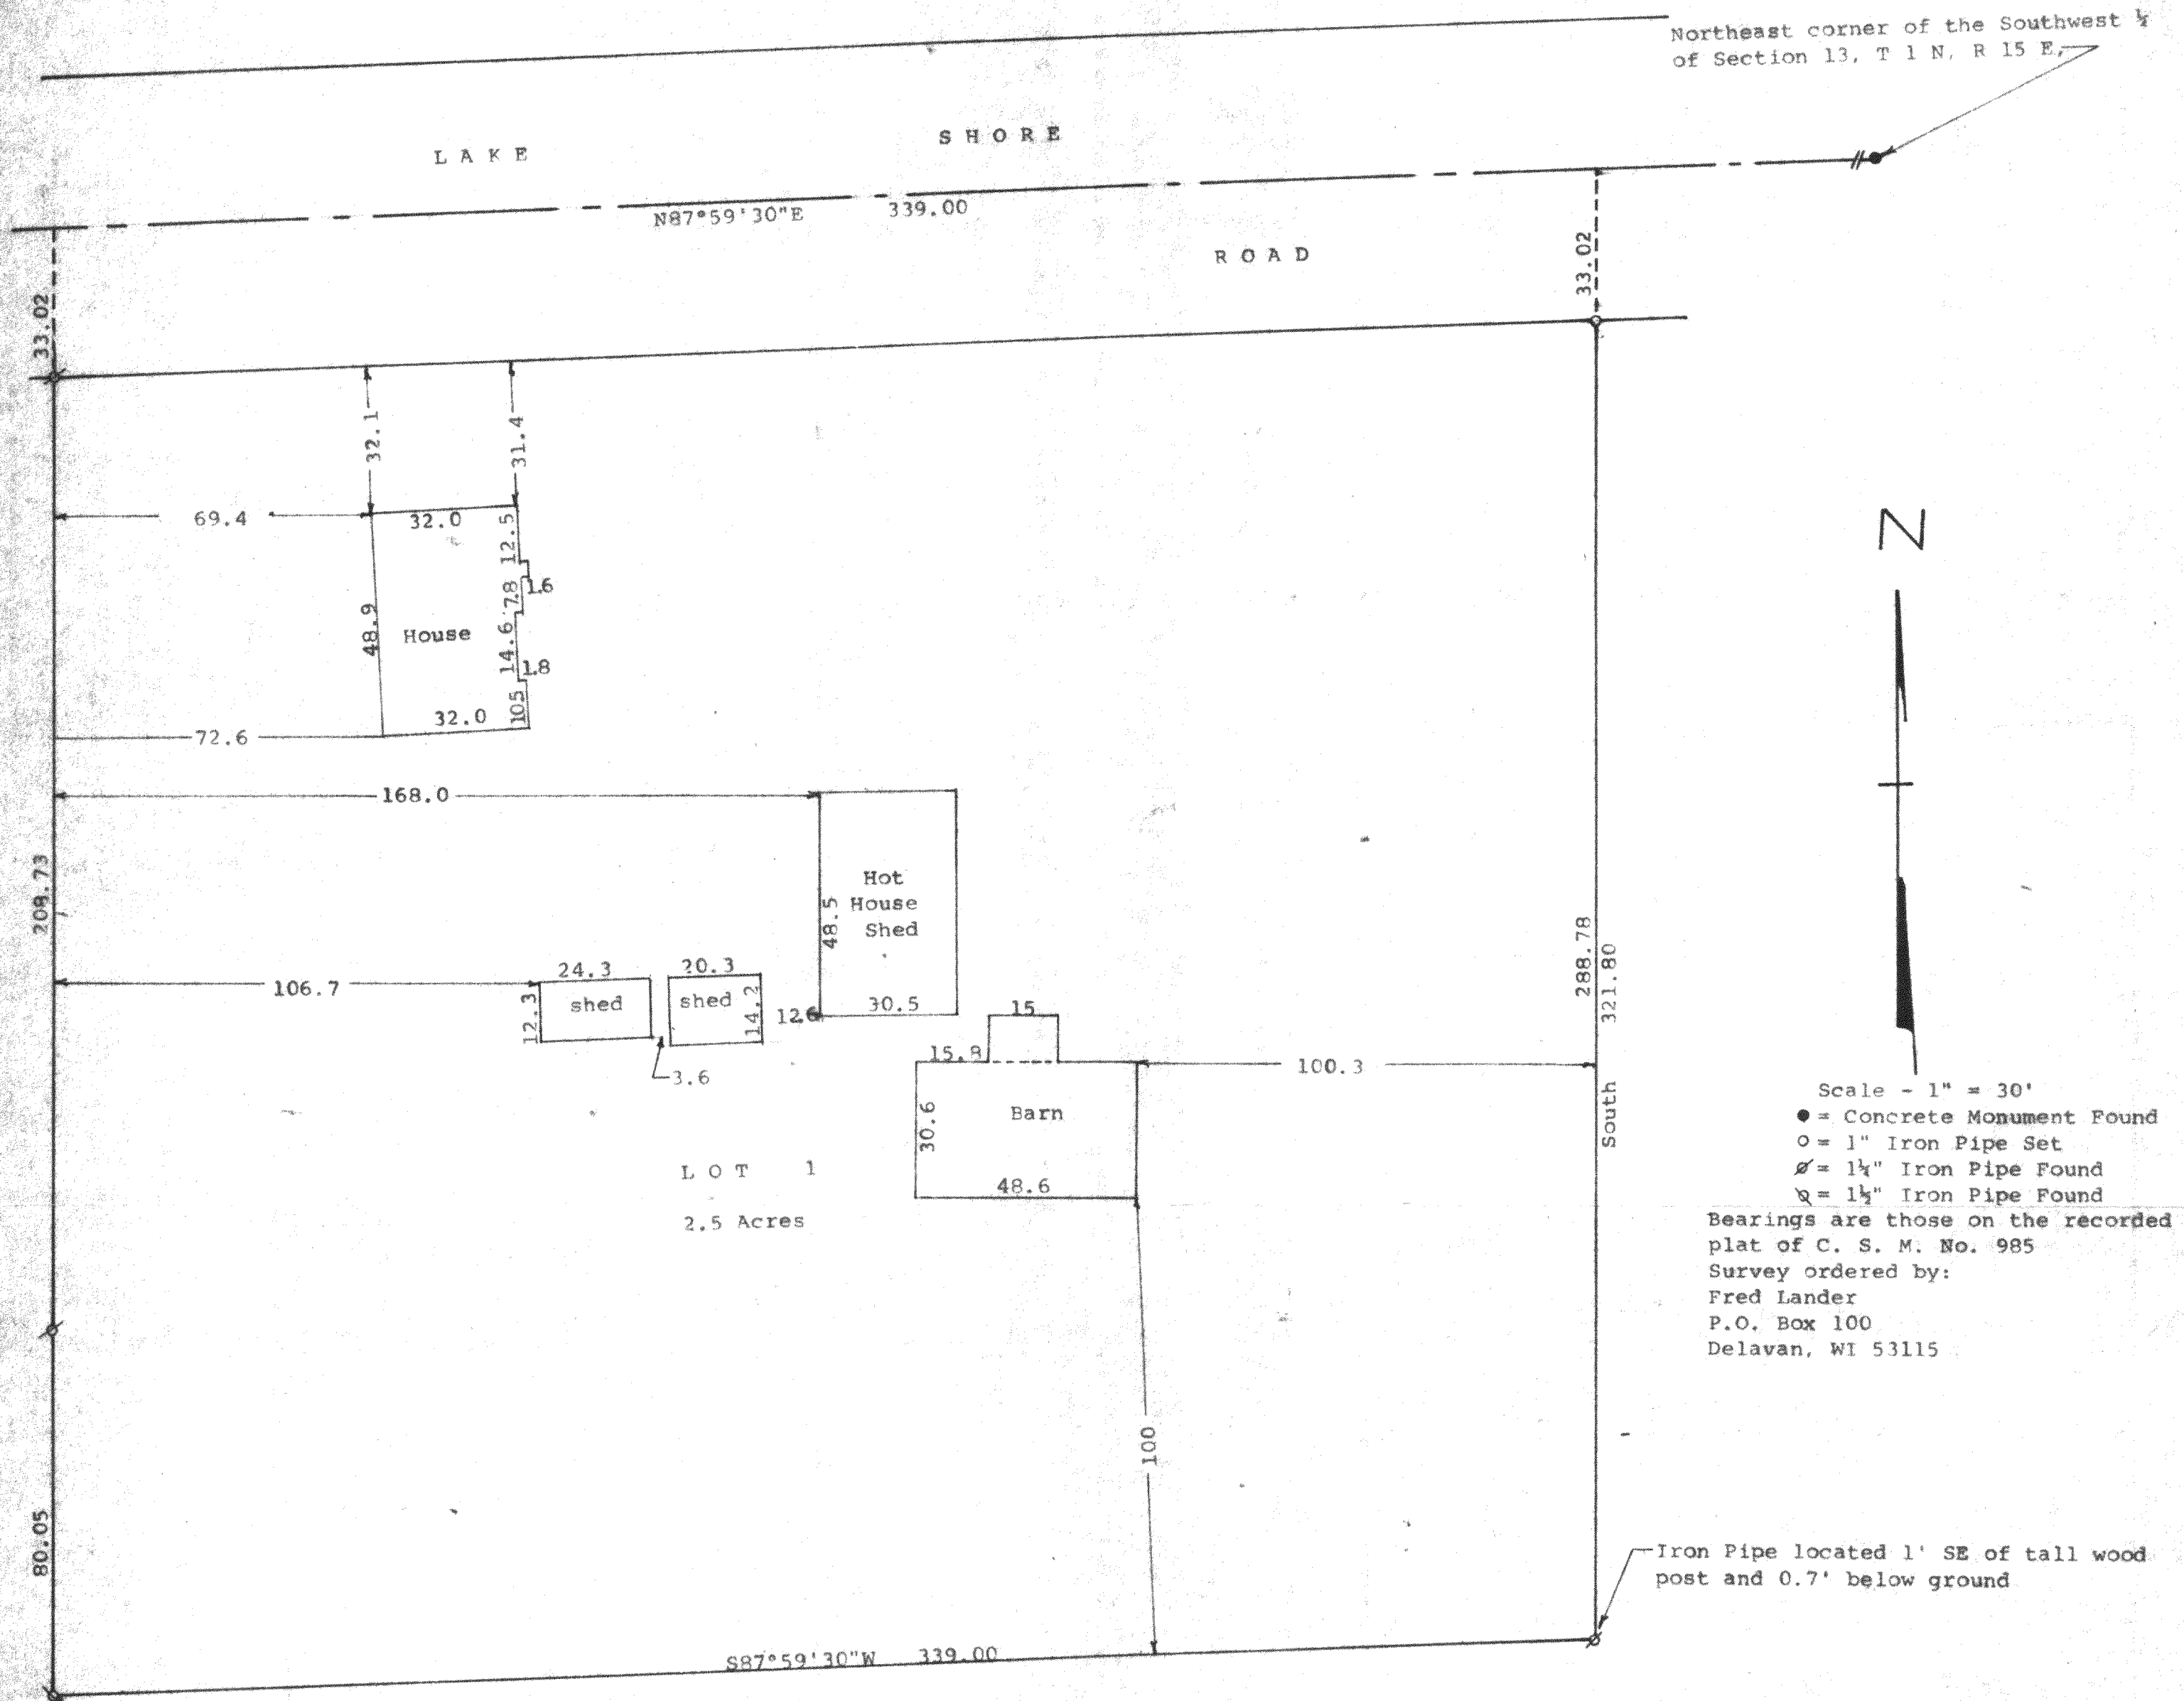 Northeast corner of the Southwest ¼
of Section 13, T 1 N, R 15 E,
LAKE SHORE
N87°59'30"E 339.00
ROAD
33.02
33.02
32.1
31.4
69.4
32.0
12.5
1.6
7.8
48.9
House
14.6
1.8
10.5
32.0
72.6
168.0
208.73
Hot
House
Shed
48.5
30.5
288.78
South 321.80
24.3
20.3
106.7
shed
shed
12.3
14.2
12.6
3.6
15
15.8
100.3
Barn
30.6
48.6
LOT 1
2.5 Acres
100
80.05
S87°59'30"W 339.00
N
Scale - 1" = 30'
= Concrete Monument Found
= 1" Iron Pipe Set
= 1¼" Iron Pipe Found
= 1½" Iron Pipe Found
Bearings are those on the recorded
plat of C. S. M. No. 985
Survey ordered by:
Fred Lander
P.O. Box 100
Delavan, WI 53115
Iron Pipe located 1' SE of tall wood
post and 0.7' below ground